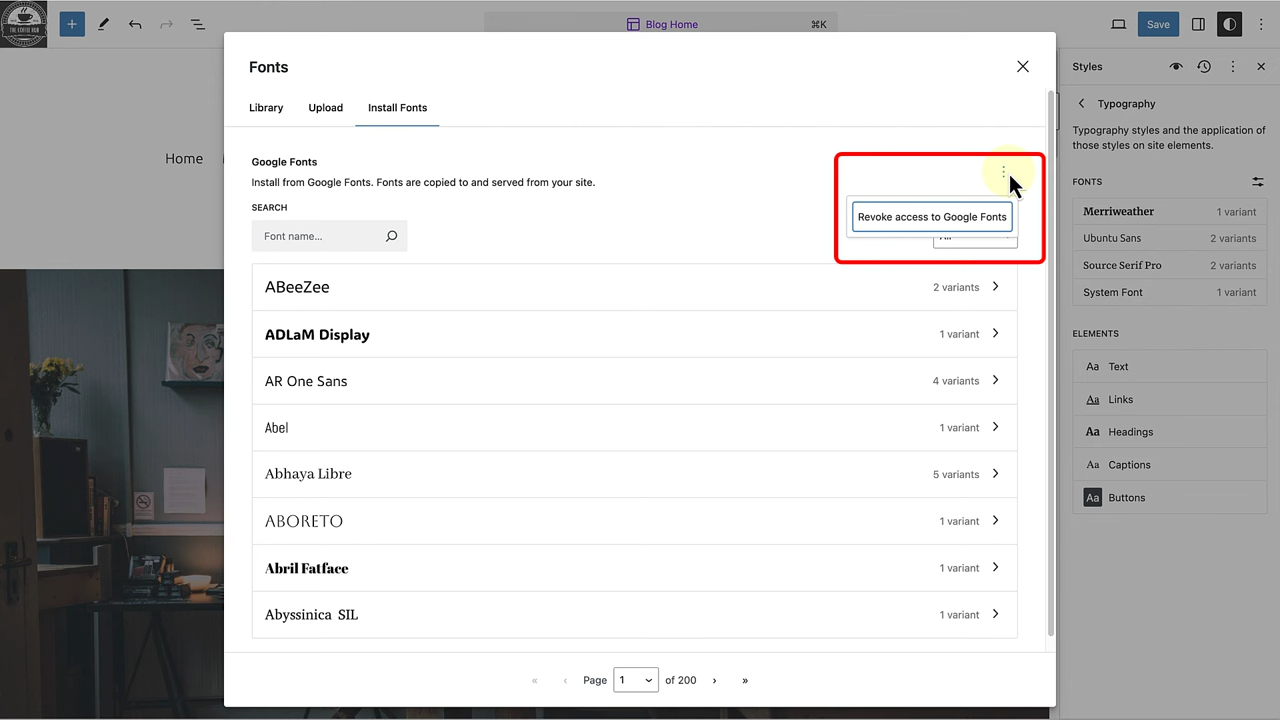 THE COFFEE HUB
Blog Home
⌘K
Save
Fonts
Styles
Library
Upload
Install Fonts
Typography
Typography styles and the application of
those styles on site elements.
Home
Google Fonts
Install from Google Fonts. Fonts are copied to and served from your site.
SEARCH
Font name...
Revoke access to Google Fonts
FONTS
Merriweather 1 variant
Ubuntu Sans 2 variants
Source Serif Pro 2 variants
System Font 1 variant
ABeeZee 2 variants
ADLaM Display 1 variant
AR One Sans 4 variants
Abel 1 variant
Abhaya Libre 5 variants
ABORETO 1 variant
Abril Fatface 1 variant
Abyssinica SIL 1 variant
ELEMENTS
Aa Text
Aa Links
Aa Headings
Aa Captions
Aa Buttons
« ‹ Page 1 of 200 › »